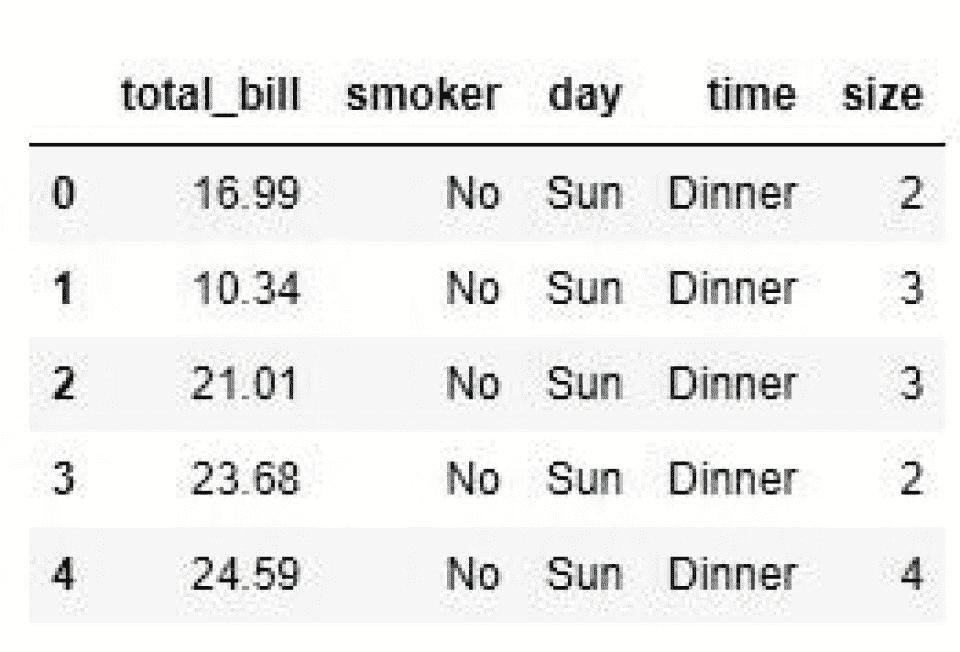 total_bill smoker day time size
0 16.99 No Sun Dinner 2
1 10.34 No Sun Dinner 3
2 21.01 No Sun Dinner 3
3 23.68 No Sun Dinner 2
4 24.59 No Sun Dinner 4